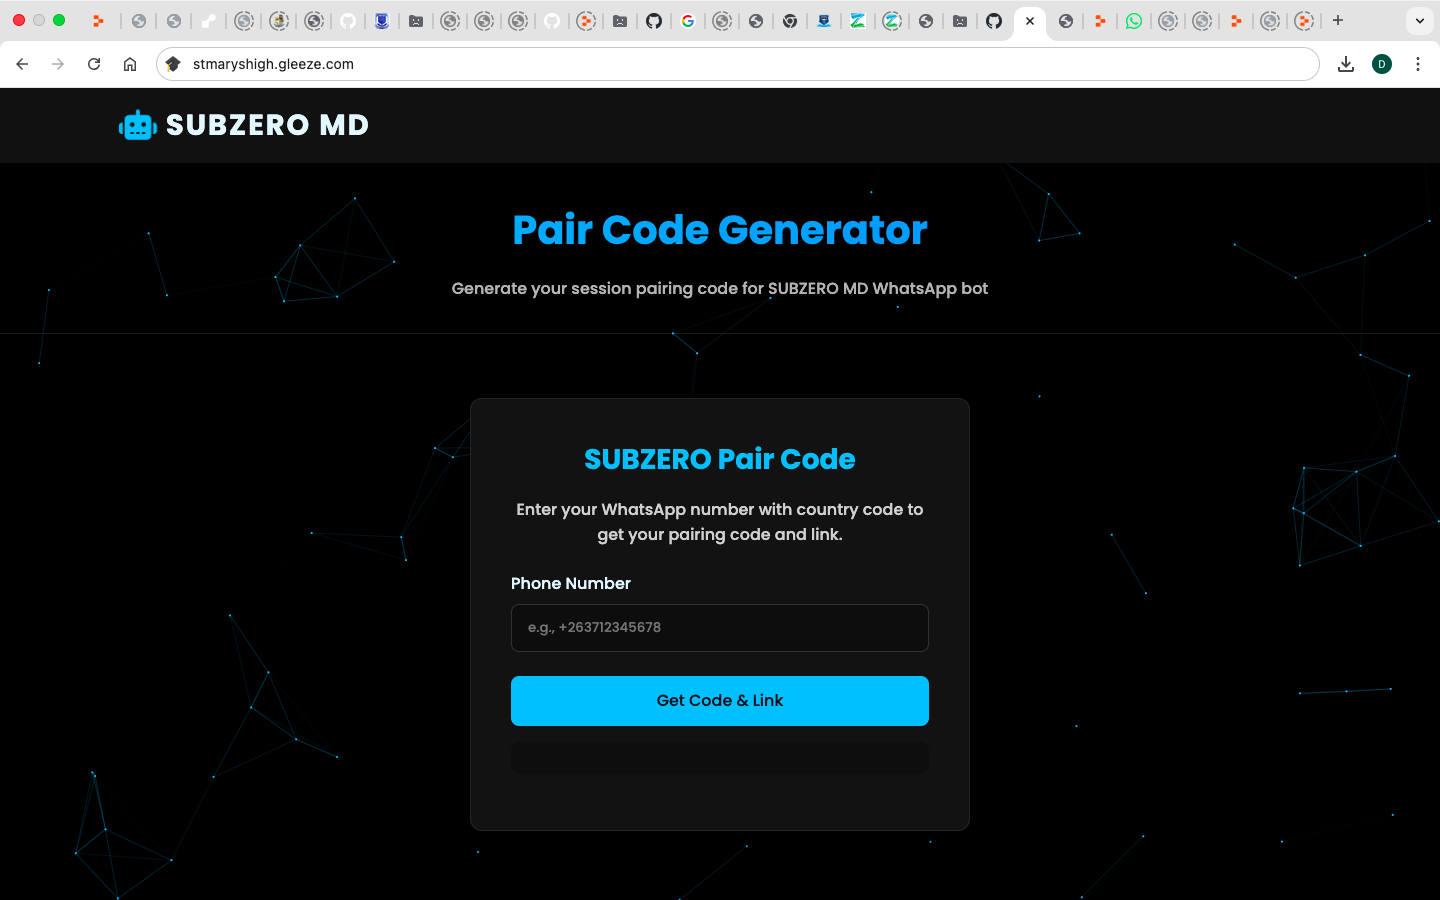 stmaryshigh.gleeze.com
D
SUBZERO MD
Pair Code Generator
Generate your session pairing code for SUBZERO MD WhatsApp bot
SUBZERO Pair Code
Enter your WhatsApp number with country code to
get your pairing code and link.
Phone Number
e.g., +263712345678
Get Code & Link